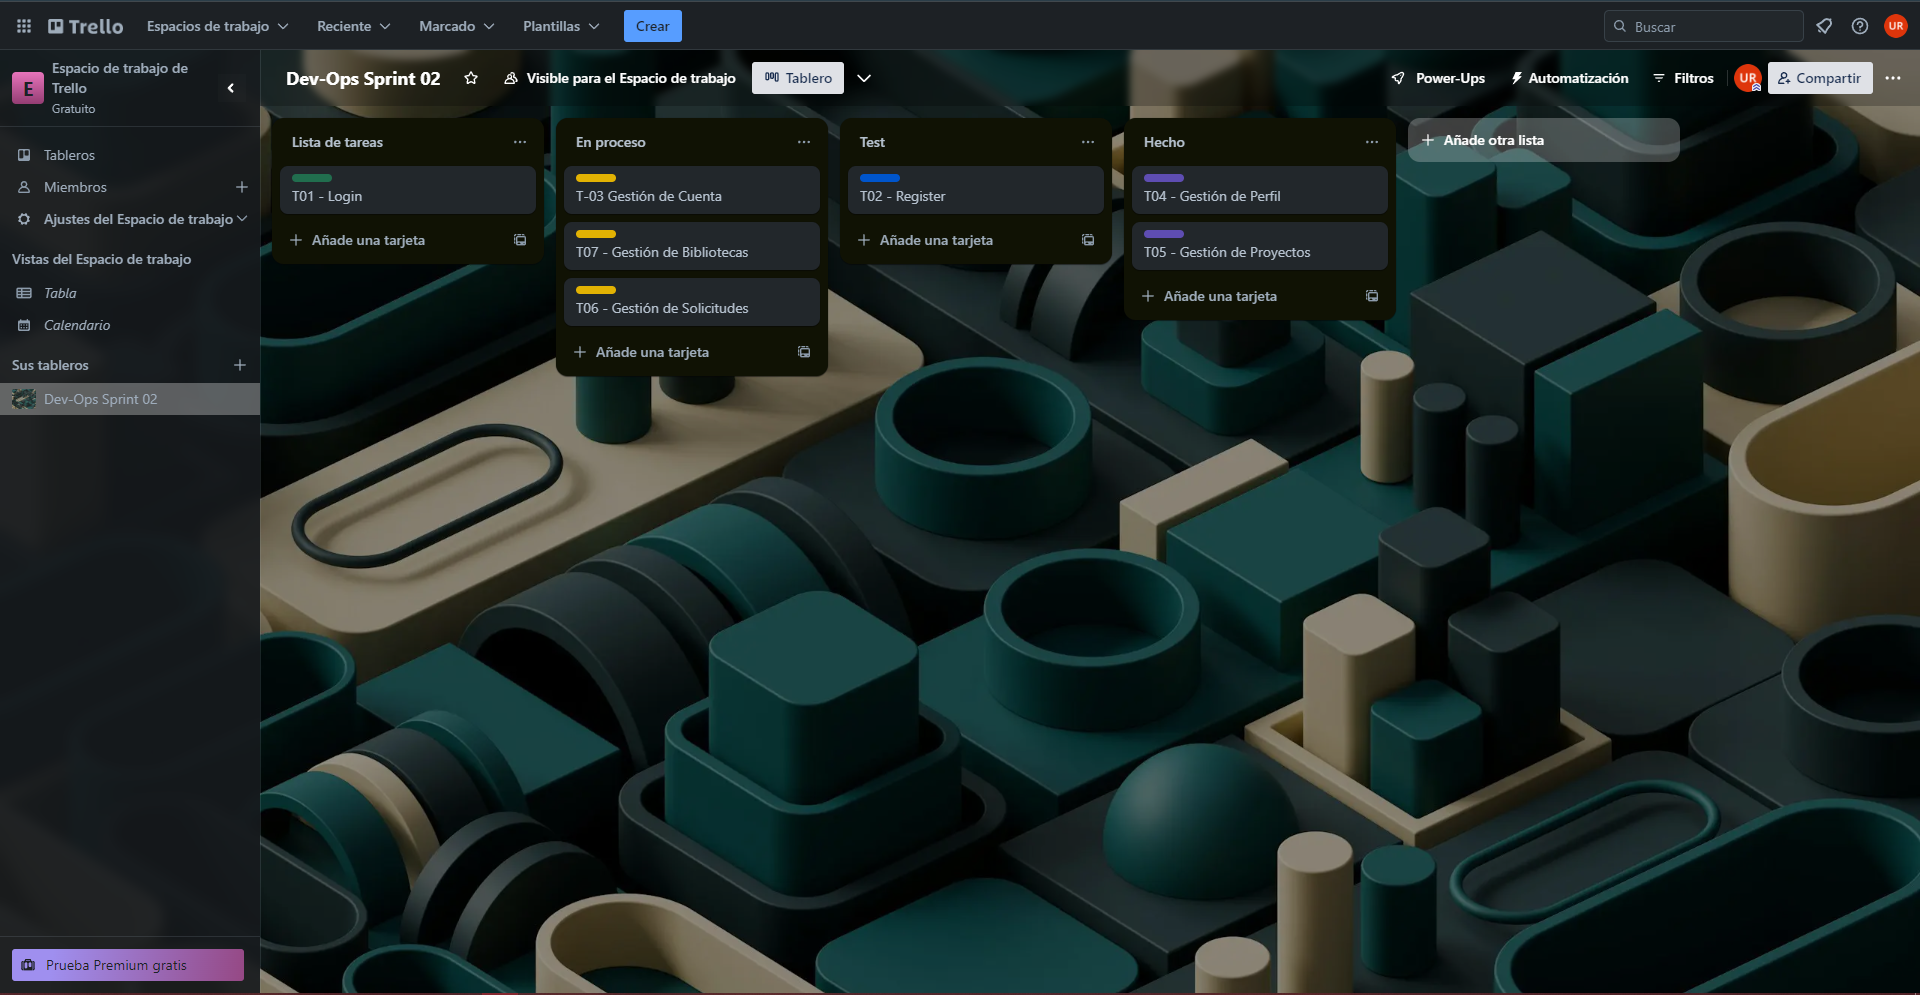 Trello
Espacios de trabajo
Reciente
Marcado
Plantillas
Crear
Buscar
UR
E
Espacio de trabajo de
Trello
Gratuito
Dev-Ops Sprint 02
Visible para el Espacio de trabajo
Tablero
Power-Ups
Automatización
Filtros
UR
Compartir
Tableros
Miembros
Ajustes del Espacio de trabajo
Vistas del Espacio de trabajo
Tabla
Calendario
Sus tableros
Dev-Ops Sprint 02
Prueba Premium gratis
Lista de tareas
T01 - Login
Añade una tarjeta
En proceso
T-03 Gestión de Cuenta
T07 - Gestión de Bibliotecas
T06 - Gestión de Solicitudes
Añade una tarjeta
Test
T02 - Register
Añade una tarjeta
Hecho
T04 - Gestión de Perfil
T05 - Gestión de Proyectos
Añade una tarjeta
Añade otra lista